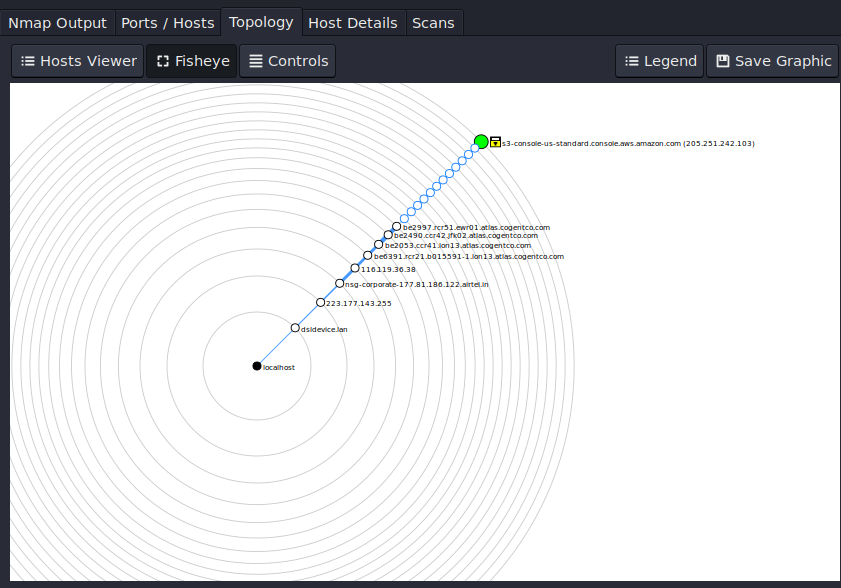 Nmap Output Ports / Hosts Topology Host Details Scans
Hosts Viewer Fisheye Controls Legend Save Graphic
s3-console-us-standard.console.aws.amazon.com (205.251.242.103)
be2997.rcr51.ewr01.atlas.cogentco.com
be2490.ccr42.jfk02.atlas.cogentco.com
be2053.ccr41.lon13.atlas.cogentco.com
be6391.rcr21.b015591-1.lon13.atlas.cogentco.com
116.119.36.38
nsg-corporate-177.81.186.122.airtel.in
223.177.143.255
dsldevice.lan
localhost